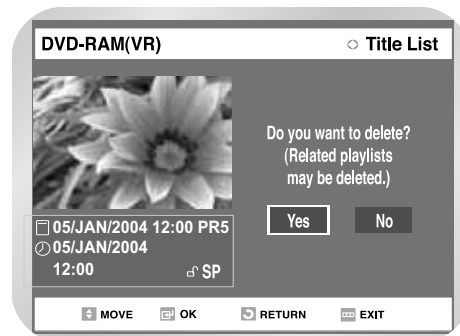 DVD-RAM(VR) Title List
Do you want to delete?
(Related playlists
may be deleted.)
Yes No
05/JAN/2004 12:00 PR5
05/JAN/2004
12:00 SP
MOVE OK RETURN EXIT